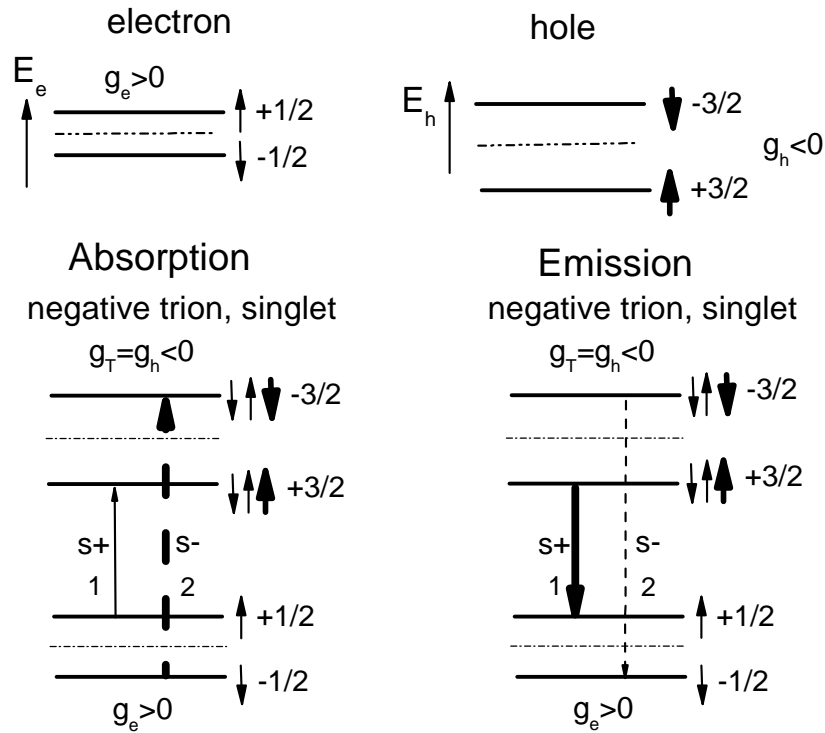 electron
E_e
g_e>0
+1/2
-1/2
hole
E_h
-3/2
g_h<0
+3/2
Absorption
negative trion, singlet
g_T=g_h<0
-3/2
+3/2
s+
s-
1
2
+1/2
-1/2
g_e>0
Emission
negative trion, singlet
g_T=g_h<0
-3/2
+3/2
s+
s-
1
2
+1/2
-1/2
g_e>0